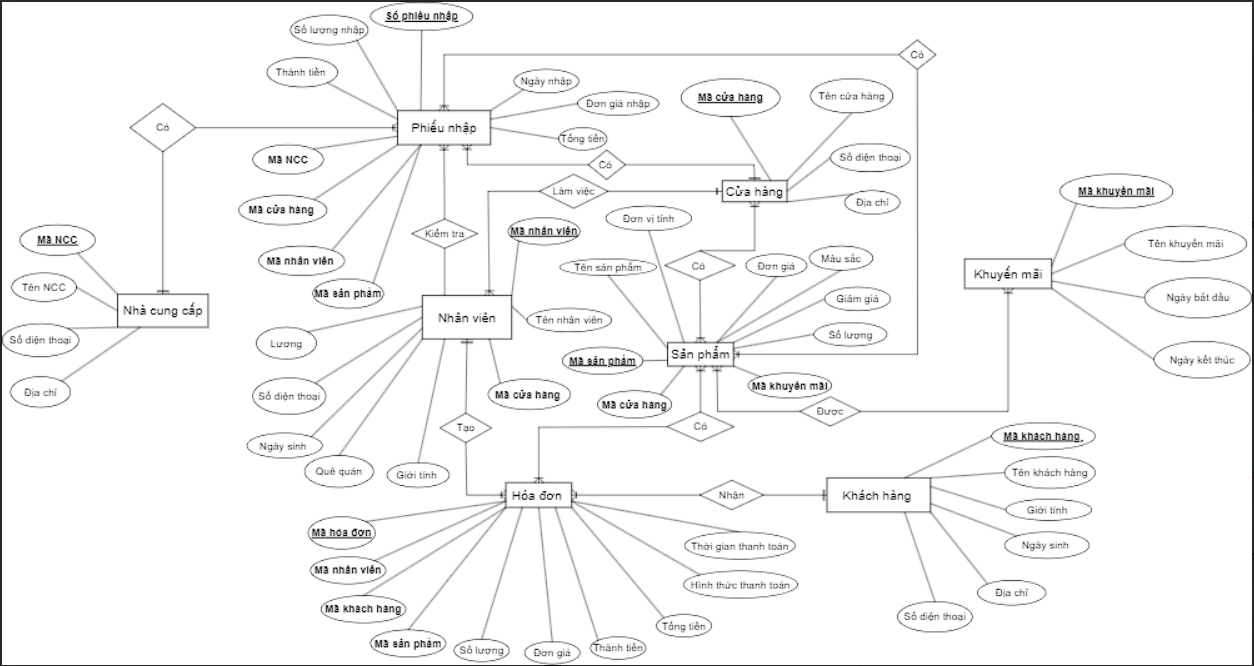 Số phiếu nhập
Số lượng nhập
Thành tiền
Ngày nhập
Đơn giá nhập
Tổng tiền
Phiếu nhập
Mã NCC
Mã cửa hàng
Mã nhân viên
Mã sản phẩm
Có
Có
Có
Mã cửa hàng
Tên cửa hàng
Số điện thoại
Địa chỉ
Cửa hàng
Làm việc
Kiểm tra
Mã NCC
Tên NCC
Số điện thoại
Địa chỉ
Nhà cung cấp
Mã nhân viên
Tên nhân viên
Nhân viên
Lương
Số điện thoại
Ngày sinh
Quê quán
Giới tính
Mã cửa hàng
Tạo
Đơn vị tính
Tên sản phẩm
Có
Đơn giá
Màu sắc
Giảm giá
Số lượng
Sản phẩm
Mã sản phẩm
Mã cửa hàng
Mã khuyến mãi
Được
Có
Mã khuyến mãi
Tên khuyến mãi
Ngày bắt đầu
Ngày kết thúc
Khuyến mãi
Hóa đơn
Nhận
Khách hàng
Mã khách hàng
Tên khách hàng
Giới tính
Ngày sinh
Địa chỉ
Số điện thoại
Mã hóa đơn
Mã nhân viên
Mã khách hàng
Mã sản phẩm
Số lượng
Đơn giá
Thành tiền
Tổng tiền
Hình thức thanh toán
Thời gian thanh toán